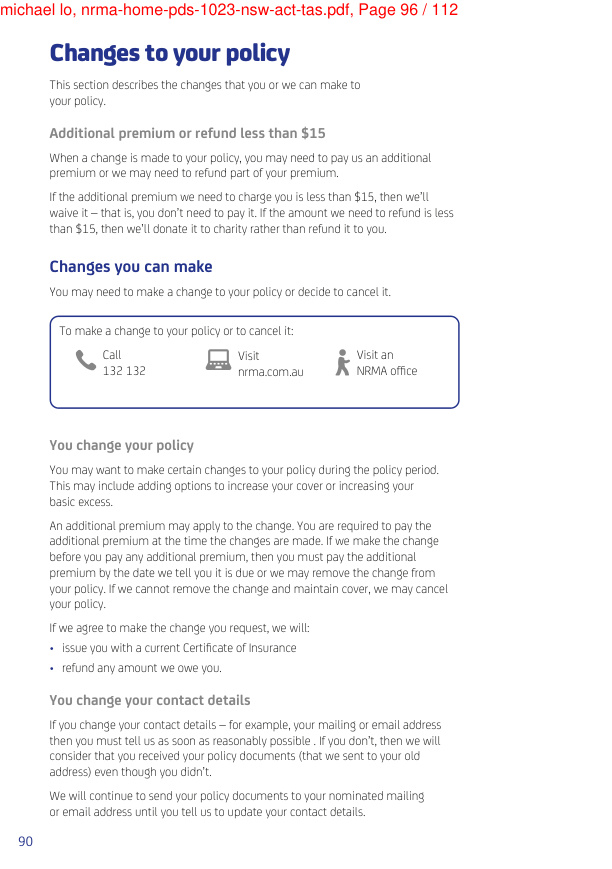 michael lo, nrma-home-pds-1023-nsw-act-tas.pdf, Page 96 / 112
Changes to your policy
This section describes the changes that you or we can make to
your policy.
Additional premium or refund less than $15
When a change is made to your policy, you may need to pay us an additional
premium or we may need to refund part of your premium.
If the additional premium we need to charge you is less than $15, then we'll
waive it – that is, you don't need to pay it. If the amount we need to refund is less
than $15, then we'll donate it to charity rather than refund it to you.
Changes you can make
You may need to make a change to your policy or decide to cancel it.
To make a change to your policy or to cancel it:
Call
132 132
Visit
nrma.com.au
Visit an
NRMA office
You change your policy
You may want to make certain changes to your policy during the policy period.
This may include adding options to increase your cover or increasing your
basic excess.
An additional premium may apply to the change. You are required to pay the
additional premium at the time the changes are made. If we make the change
before you pay any additional premium, then you must pay the additional
premium by the date we tell you it is due or we may remove the change from
your policy. If we cannot remove the change and maintain cover, we may cancel
your policy.
If we agree to make the change you request, we will:
• issue you with a current Certificate of Insurance
• refund any amount we owe you.
You change your contact details
If you change your contact details – for example, your mailing or email address
then you must tell us as soon as reasonably possible . If you don't, then we will
consider that you received your policy documents (that we sent to your old
address) even though you didn't.
We will continue to send your policy documents to your nominated mailing
or email address until you tell us to update your contact details.
90